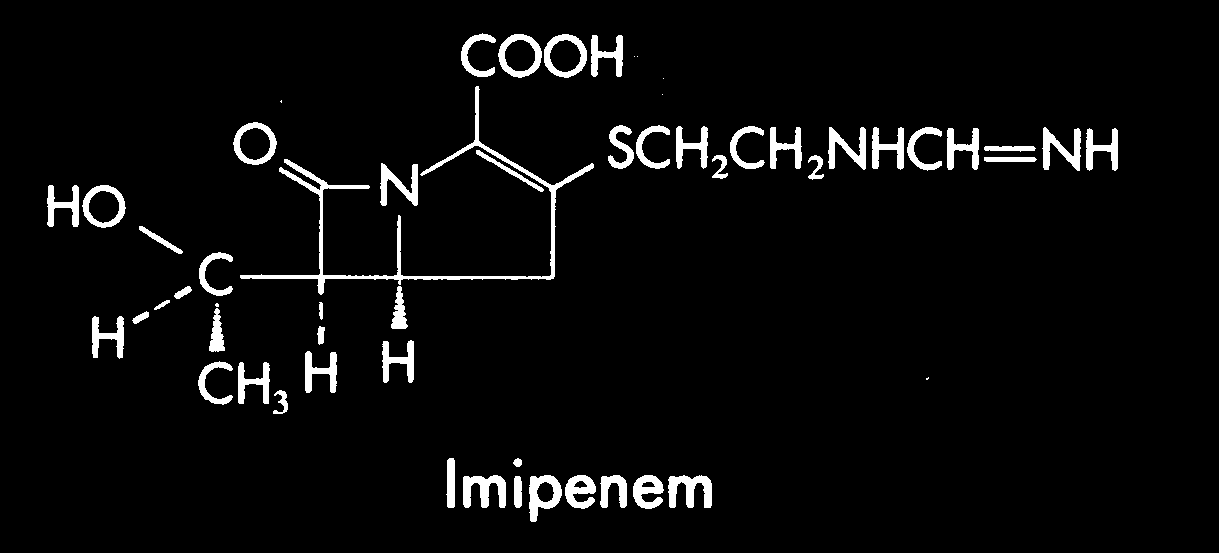 COOH
O
SCH₂CH₂NHCH=NH
N
HO
C
H
H
H
CH₃
Imipenem